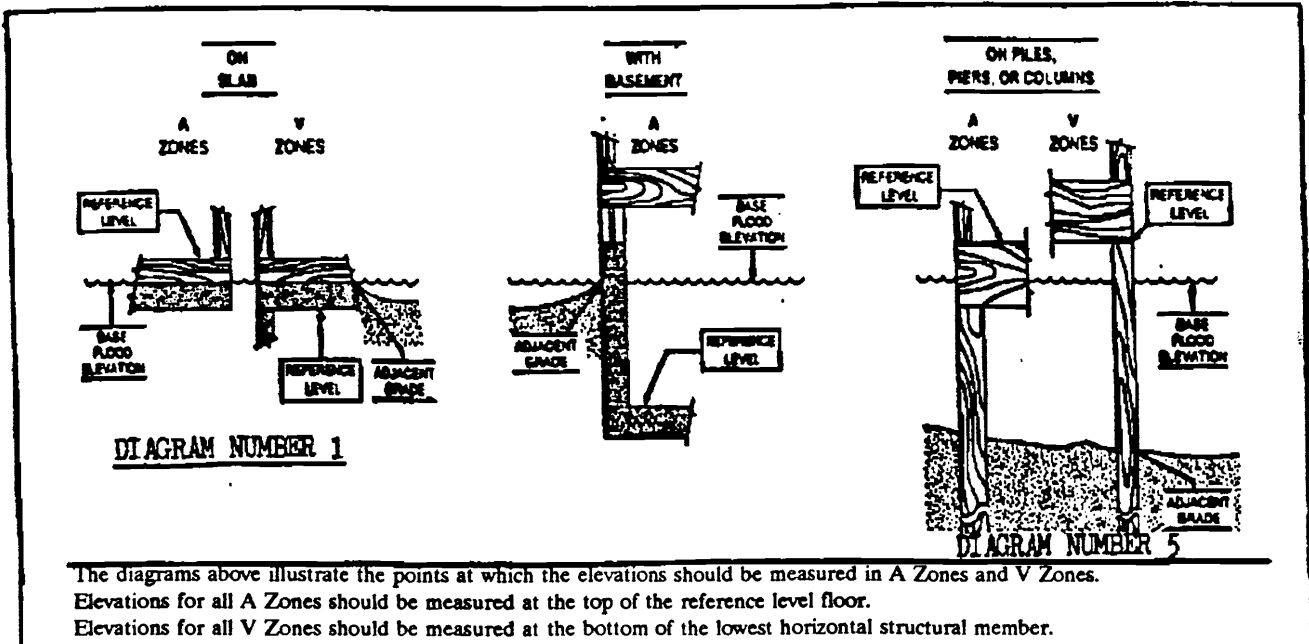 ON
SLAB
A
ZONES
V
ZONES
REFERENCE
LEVEL
BASE
FLOOD
ELEVATION
REFERENCE
LEVEL
ADJACENT
GRADE
DIAGRAM NUMBER 1
WITH
BASEMENT
A
ZONES
BASE
FLOOD
ELEVATION
ADJACENT
GRADE
REFERENCE
LEVEL
ON PILES,
PIERS, OR COLUMNS
A
ZONES
V
ZONES
REFERENCE
LEVEL
REFERENCE
LEVEL
BASE
FLOOD
ELEVATION
ADJACENT
GRADE
DIAGRAM NUMBER 5
The diagrams above illustrate the points at which the elevations should be measured in A Zones and V Zones.
Elevations for all A Zones should be measured at the top of the reference level floor.
Elevations for all V Zones should be measured at the bottom of the lowest horizontal structural member.